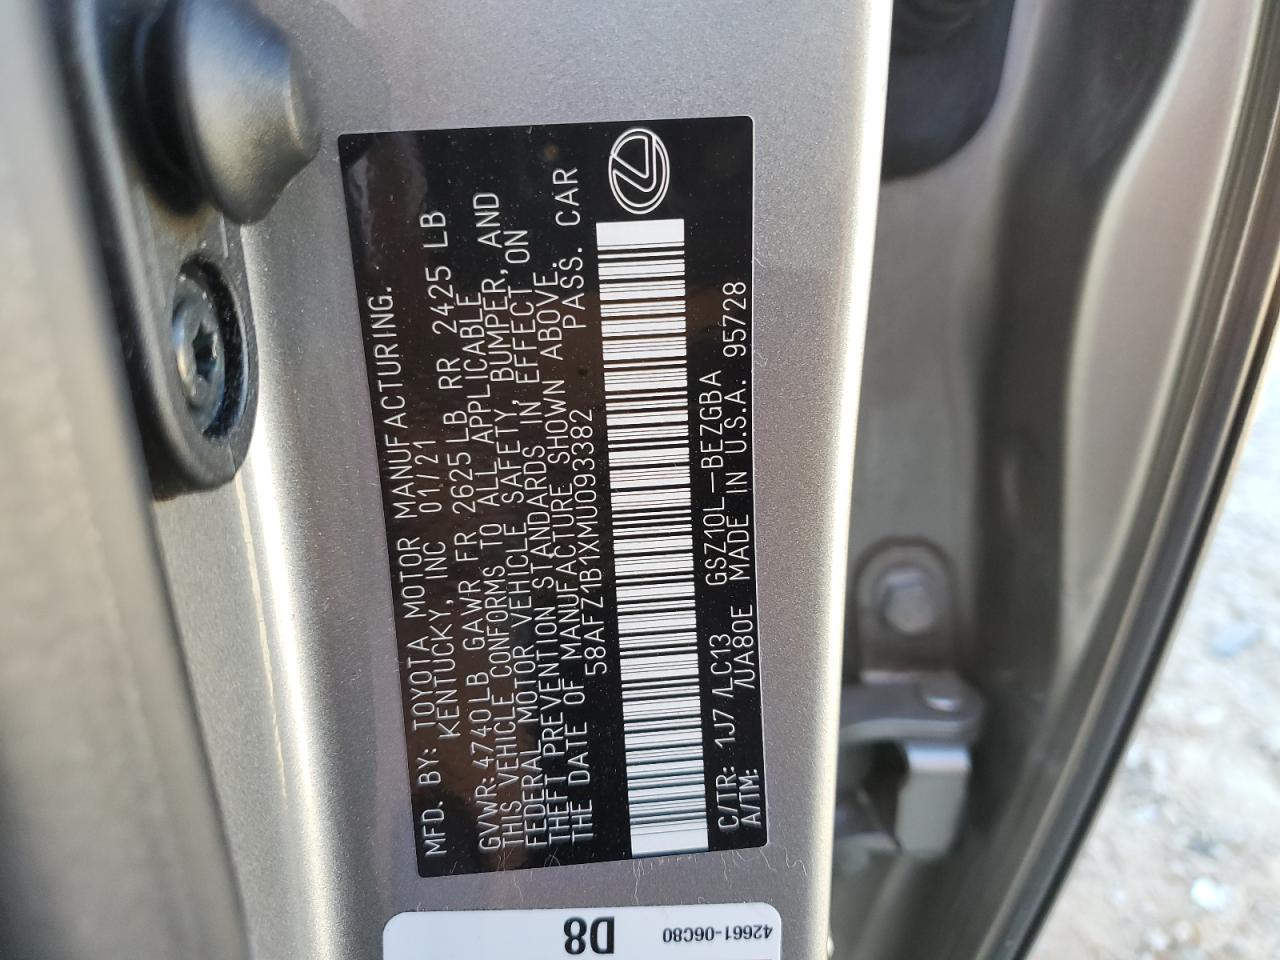 MFD. BY: TOYOTA MOTOR MANUFACTURING.
KENTUCKY, INC 01/21
GVWR: 4740LB GAWR FR 2625LB RR 2425 LB
THIS VEHICLE CONFORMS TO ALL APPLICABLE
FEDERAL MOTOR VEHICLE SAFETY, BUMPER, AND
THEFT PREVENTION STANDARDS IN EFFECT ON
THE DATE OF MANUFACTURE SHOWN ABOVE.
58AFZ1B1XMU093382 PASS. CAR
C/TR: 1J7 /LC13 GSZ10L-BEZGBA
A/TM: /UA80E MADE IN U.S.A. 95728
D8
42661-06C80